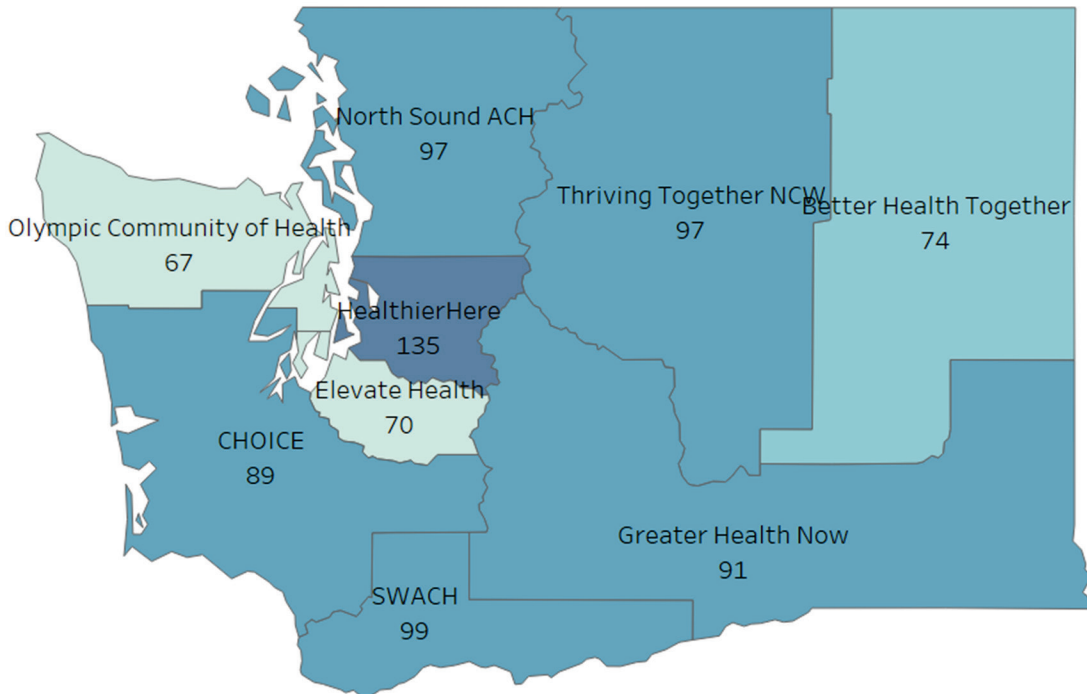 North Sound ACH
97
Thriving Together NCW
97
Better Health Together
74
Olympic Community of Health
67
HealthierHere
135
Elevate Health
70
CHOICE
89
Greater Health Now
91
SWACH
99